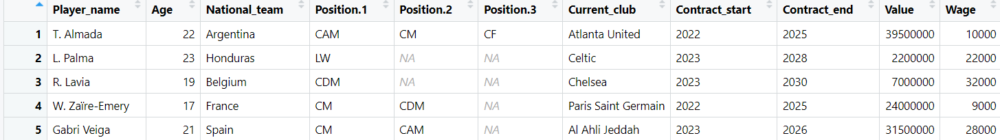 Player_name Age National_team Position.1 Position.2 Position.3 Current_club Contract_start Contract_end Value Wage
1 T. Almada 22 Argentina CAM CM CF Atlanta United 2022 2025 39500000 10000
2 L. Palma 23 Honduras LW NA NA Celtic 2023 2028 2200000 22000
3 R. Lavia 19 Belgium CDM NA NA Chelsea 2023 2030 7000000 32000
4 W. Zaïre-Emery 17 France CM CDM NA Paris Saint Germain 2022 2025 24000000 9000
5 Gabri Veiga 21 Spain CM CAM NA Al Ahli Jeddah 2023 2026 31500000 28000